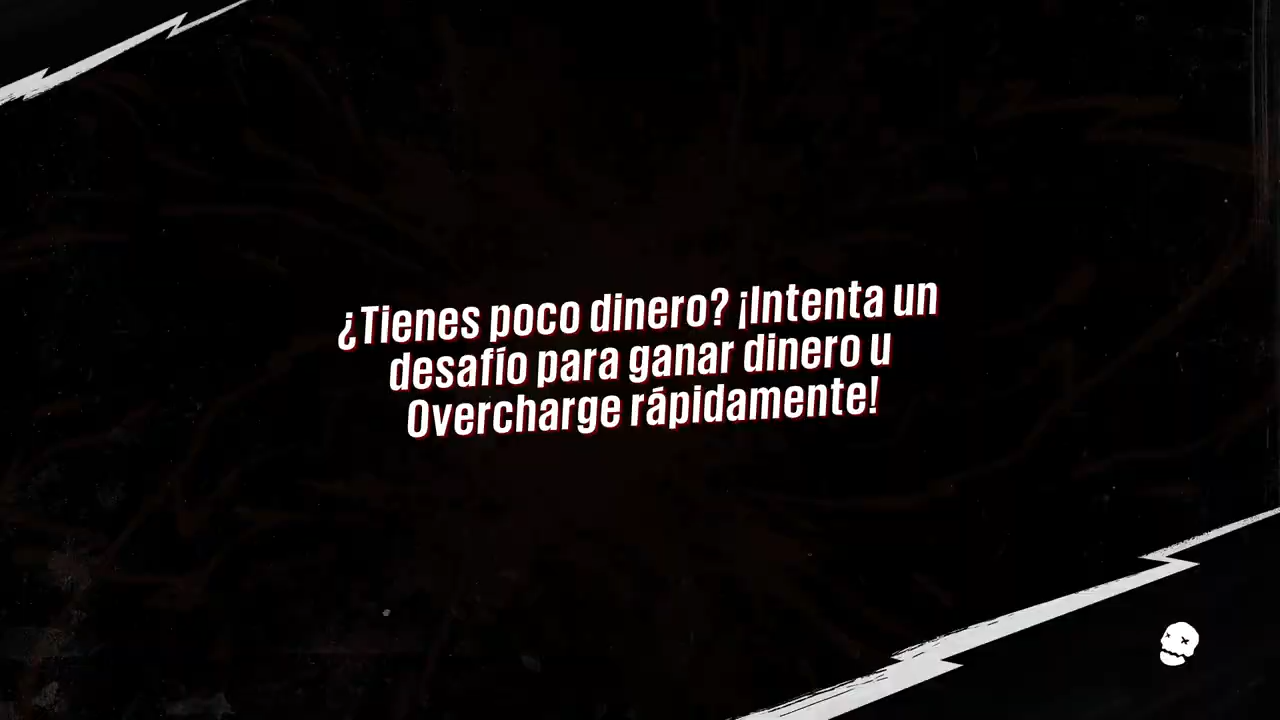 ¿Tienes poco dinero? ¡Intenta un
desafío para ganar dinero u
Overcharge rápidamente!